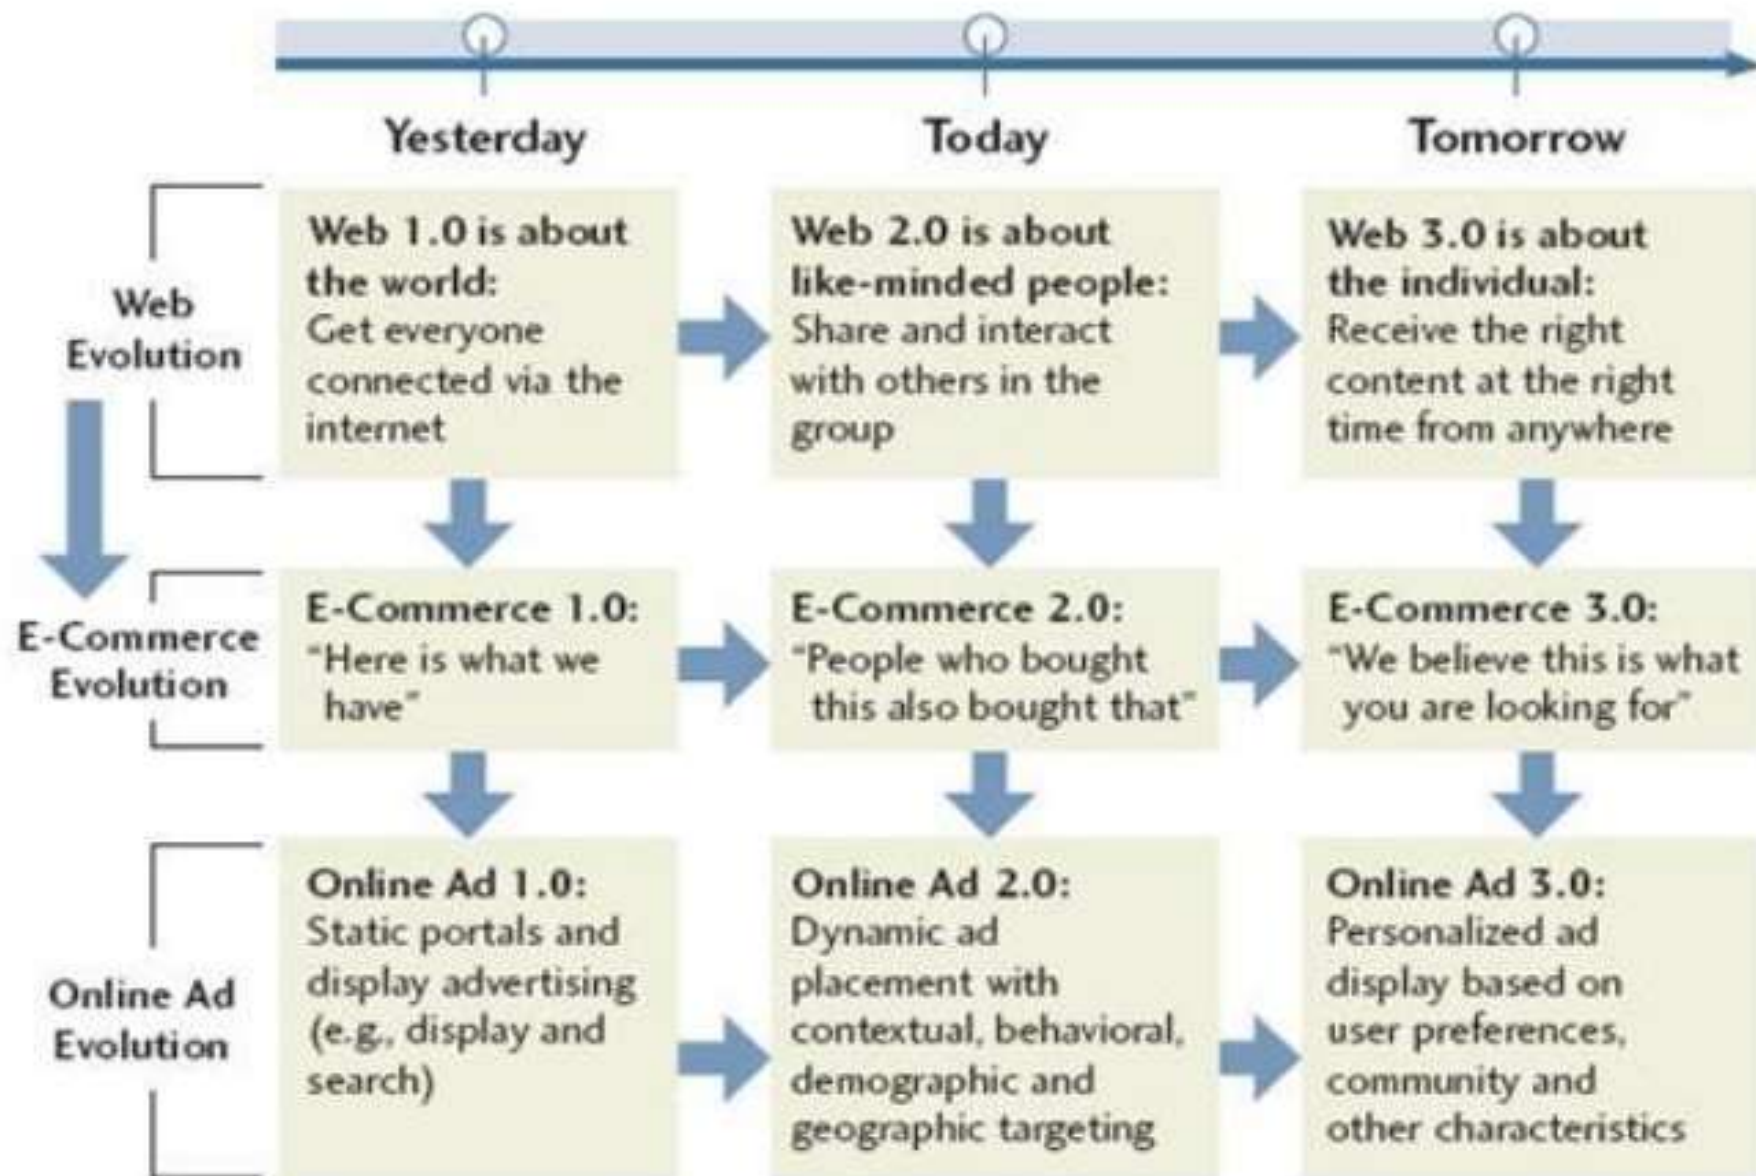 Yesterday
Today
Tomorrow
Web
Evolution
Web 1.0 is about
the world:
Get everyone
connected via the
internet
Web 2.0 is about
like-minded people:
Share and interact
with others in the
group
Web 3.0 is about
the individual:
Receive the right
content at the right
time from anywhere
E-Commerce
Evolution
E-Commerce 1.0:
"Here is what we
have"
E-Commerce 2.0:
"People who bought
this also bought that"
E-Commerce 3.0:
"We believe this is what
you are looking for"
Online Ad
Evolution
Online Ad 1.0:
Static portals and
display advertising
(e.g., display and
search)
Online Ad 2.0:
Dynamic ad
placement with
contextual, behavioral,
demographic and
geographic targeting
Online Ad 3.0:
Personalized ad
display based on
user preferences,
community and
other characteristics